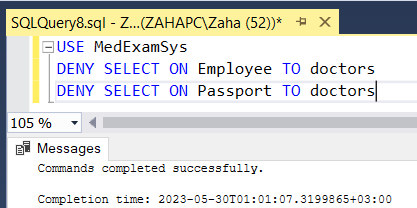 SQLQuery8.sql - Z...(ZAHAPC\Zaha (52))*
USE MedExamSys
DENY SELECT ON Employee TO doctors
DENY SELECT ON Passport TO doctors
105 %
Messages
Commands completed successfully.
Completion time: 2023-05-30T01:01:07.3199865+03:00